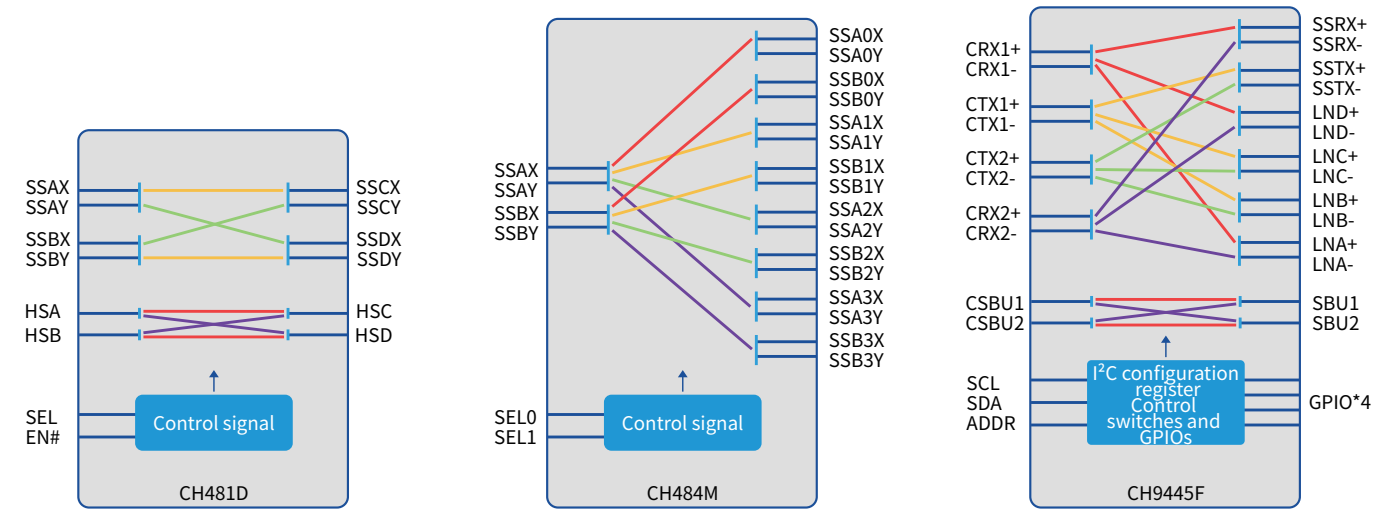 SSAX
SSAY
SSBX
SSBY
HSA
HSB
SEL
EN#
SSCX
SSCY
SSDX
SSDY
HSC
HSD
Control signal
CH481D
SSAX
SSAY
SSBX
SSBY
SEL0
SEL1
SSA0X
SSA0Y
SSB0X
SSB0Y
SSA1X
SSA1Y
SSB1X
SSB1Y
SSA2X
SSA2Y
SSB2X
SSB2Y
SSA3X
SSA3Y
SSB3X
SSB3Y
Control signal
CH484M
CRX1+
CRX1-
CTX1+
CTX1-
CTX2+
CTX2-
CRX2+
CRX2-
CSBU1
CSBU2
SCL
SDA
ADDR
SSRX+
SSRX-
SSTX+
SSTX-
LND+
LND-
LNC+
LNC-
LNB+
LNB-
LNA+
LNA-
SBU1
SBU2
GPIO*4
I²C configuration
register
Control
switches and
GPIOs
CH9445F